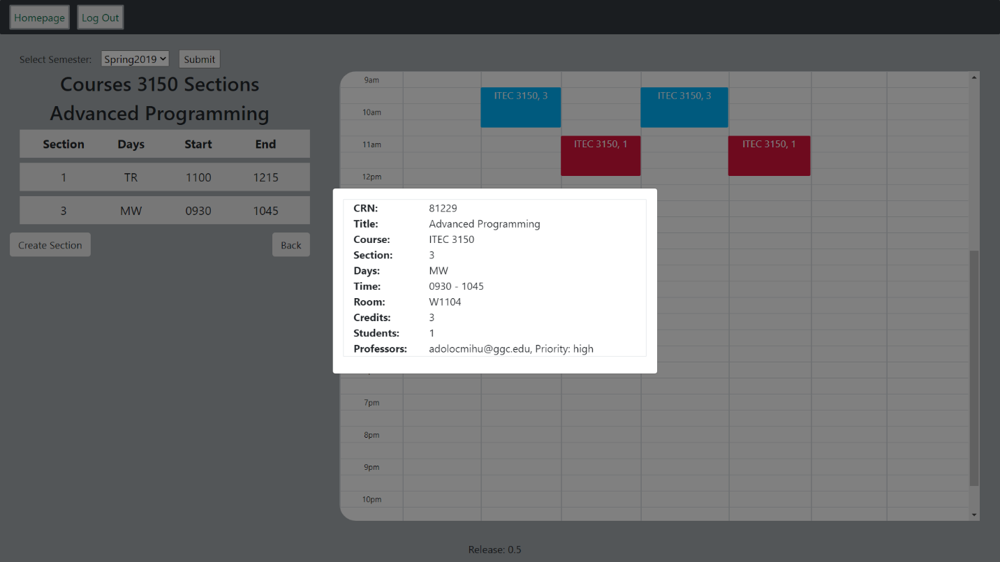 Homepage Log Out
Select Semester: Spring2019 Submit
Courses 3150 Sections
Advanced Programming
Section Days Start End
1 TR 1100 1215
3 MW 0930 1045
Create Section Back
9am
ITEC 3150, 3 ITEC 3150, 3
10am
11am
ITEC 3150, 1 ITEC 3150, 1
12pm
CRN: 81229
Title: Advanced Programming
Course: ITEC 3150
Section: 3
Days: MW
Time: 0930 - 1045
Room: W1104
Credits: 3
Students: 1
Professors: adolocmihu@ggc.edu, Priority: high
7pm
8pm
9pm
10pm
Release: 0.5